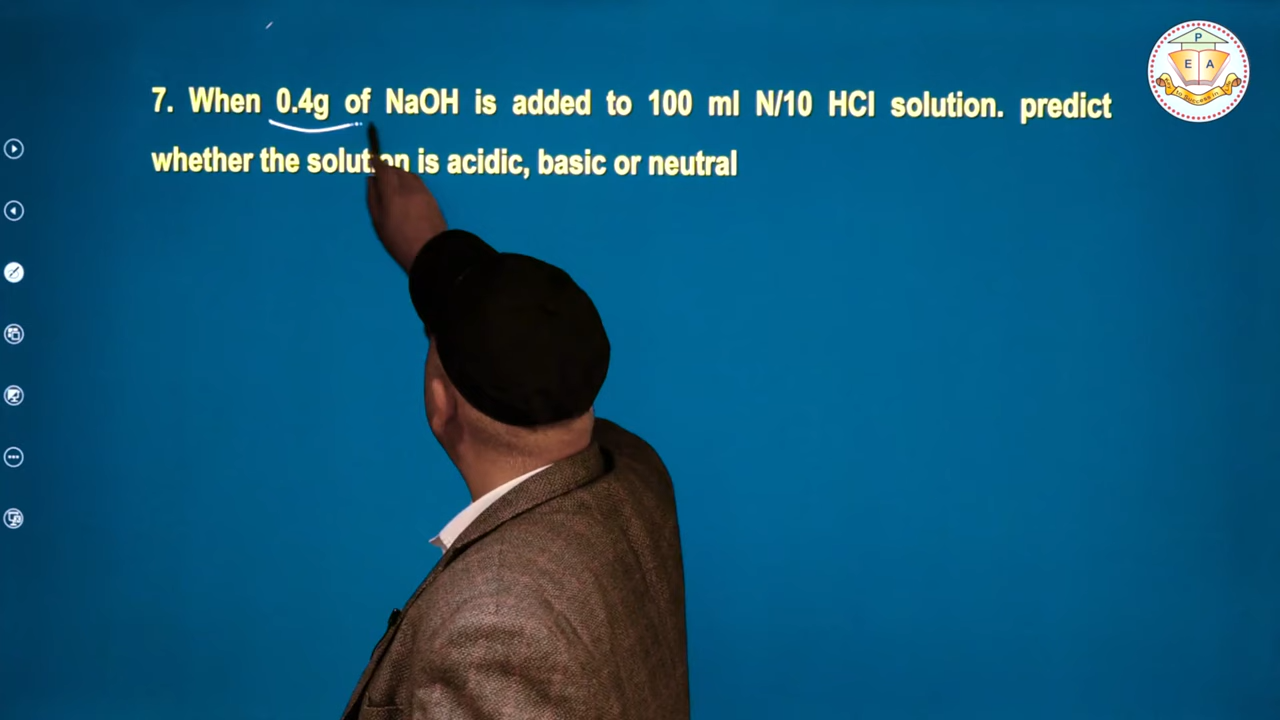 7. When 0.4g of NaOH is added to 100 ml N/10 HCl solution. predict
whether the solution is acidic, basic or neutral
P
E A